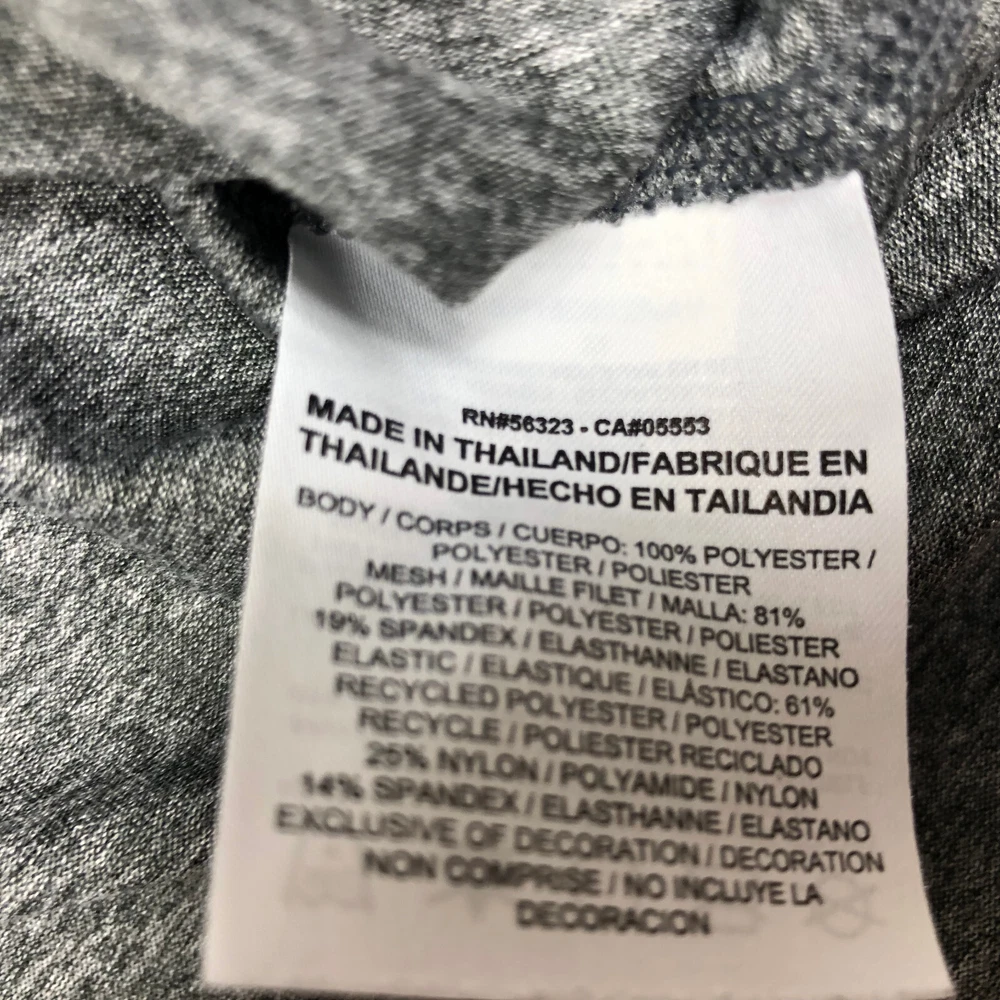 RN#56323 - CA#05553
MADE IN THAILAND/FABRIQUE EN
THAILANDE/HECHO EN TAILANDIA
BODY / CORPS / CUERPO: 100% POLYESTER /
POLYESTER / POLIESTER
MESH / MAILLE FILET / MALLA: 81%
POLYESTER / POLYESTER / POLIESTER
19% SPANDEX / ELASTHANNE / ELASTANO
ELASTIC / ELASTIQUE / ELÁSTICO: 61%
RECYCLED POLYESTER / POLYESTER
RECYCLE / POLIESTER RECICLADO
25% NYLON / POLYAMIDE / NYLON
14% SPANDEX / ELASTHANNE / ELASTANO
EXCLUSIVE OF DECORATION / DECORATION
NON COMPRISE / NO INCLUYE LA
DECORACION